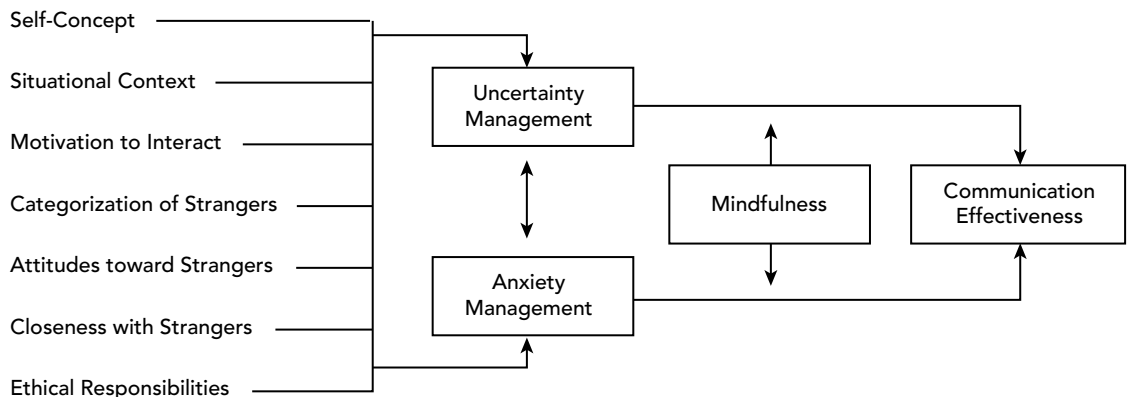 Self-Concept
Situational Context
Motivation to Interact
Categorization of Strangers
Attitudes toward Strangers
Closeness with Strangers
Ethical Responsibilities
Uncertainty
Management
Anxiety
Management
Mindfulness
Communication
Effectiveness